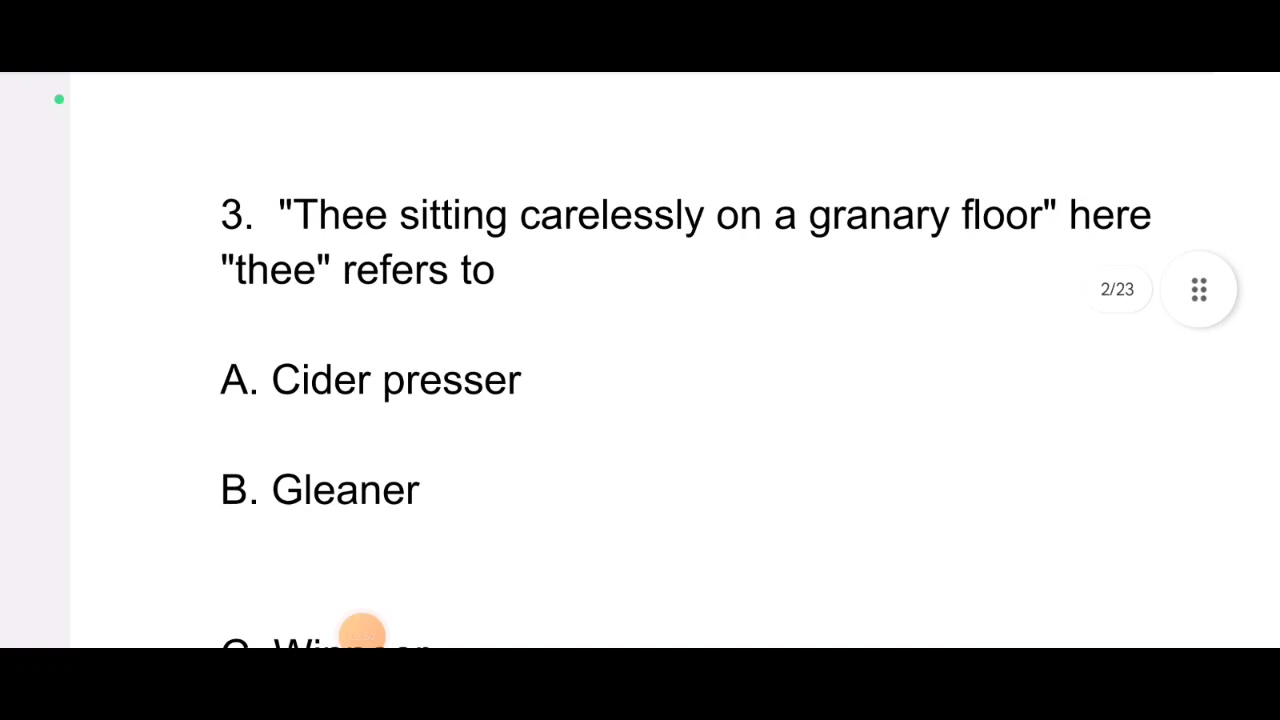 3. "Thee sitting carelessly on a granary floor" here
"thee" refers to
2/23
A. Cider presser
B. Gleaner
C.